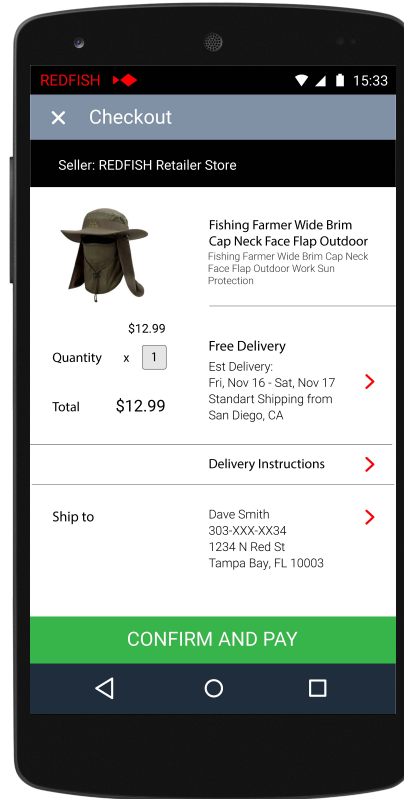 REDFISH
15:33
Checkout
Seller: REDFISH Retailer Store
Fishing Farmer Wide Brim
Cap Neck Face Flap Outdoor
Fishing Farmer Wide Brim Cap Neck
Face Flap Outdoor Work Sun
Protection
$12.99
Quantity x 1
Total $12.99
Free Delivery
Est Delivery:
Fri, Nov 16 - Sat, Nov 17
Standart Shipping from
San Diego, CA
Delivery Instructions
Ship to
Dave Smith
303-XXX-XX34
1234 N Red St
Tampa Bay, FL 10003
CONFIRM AND PAY